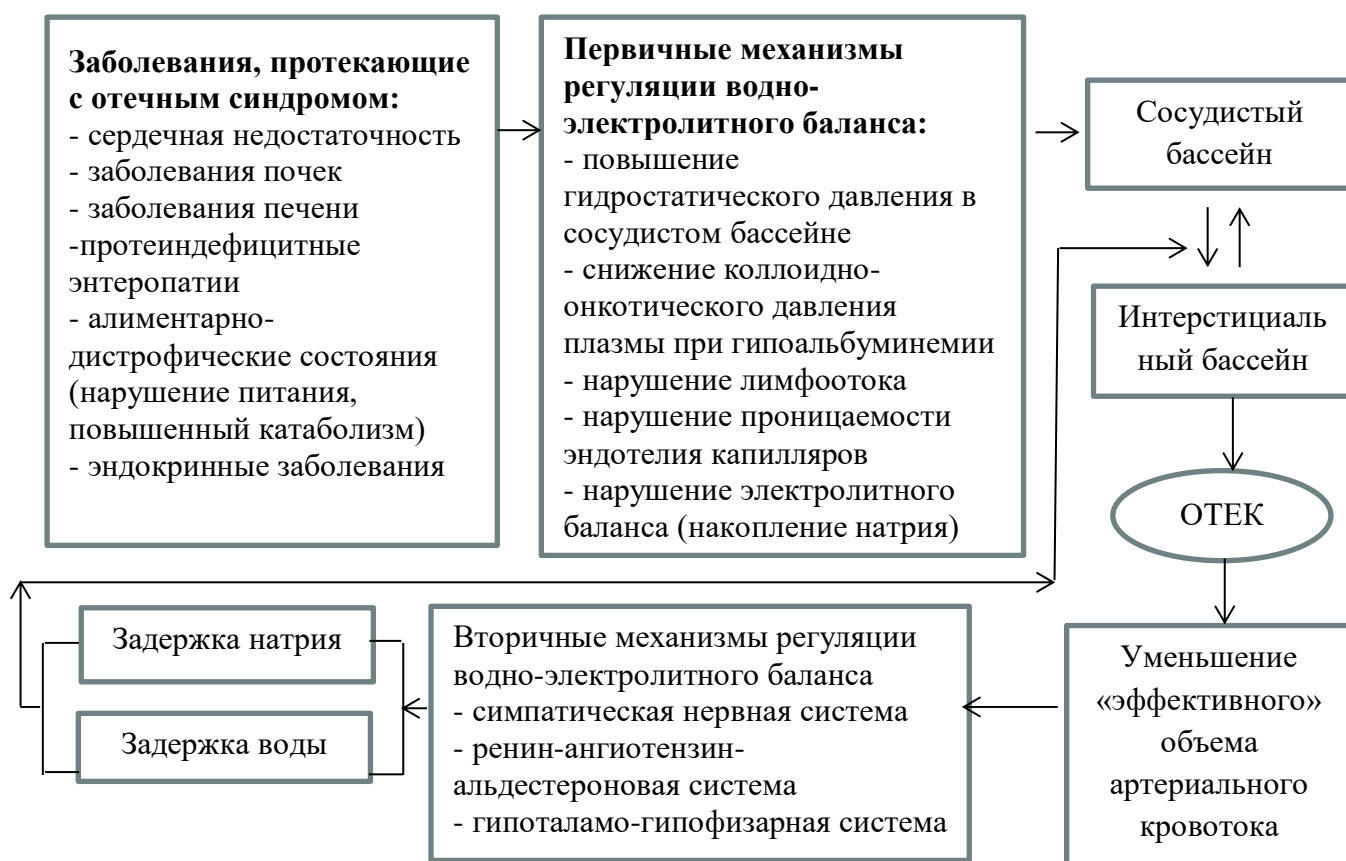 Заболевания, протекающие
с отечным синдромом:
- сердечная недостаточность
- заболевания почек
- заболевания печени
-протеиндефицитные
энтеропатии
- алиментарно-
дистрофические состояния
(нарушение питания,
повышенный катаболизм)
- эндокринные заболевания
Первичные механизмы
регуляции водно-
электролитного баланса:
- повышение
гидростатического давления в
сосудистом бассейне
- снижение коллоидно-
онкотического давления
плазмы при гипоальбуминемии
- нарушение лимфоотока
- нарушение проницаемости
эндотелия капилляров
- нарушение электролитного
баланса (накопление натрия)
Сосудистый
бассейн
Интерстициаль
ный бассейн
ОТЕК
Уменьшение
«эффективного»
объема
артериального
кровотока
Вторичные механизмы регуляции
водно-электролитного баланса
- симпатическая нервная система
- ренин-ангиотензин-
альдестероновая система
- гипоталамо-гипофизарная система
Задержка натрия
Задержка воды